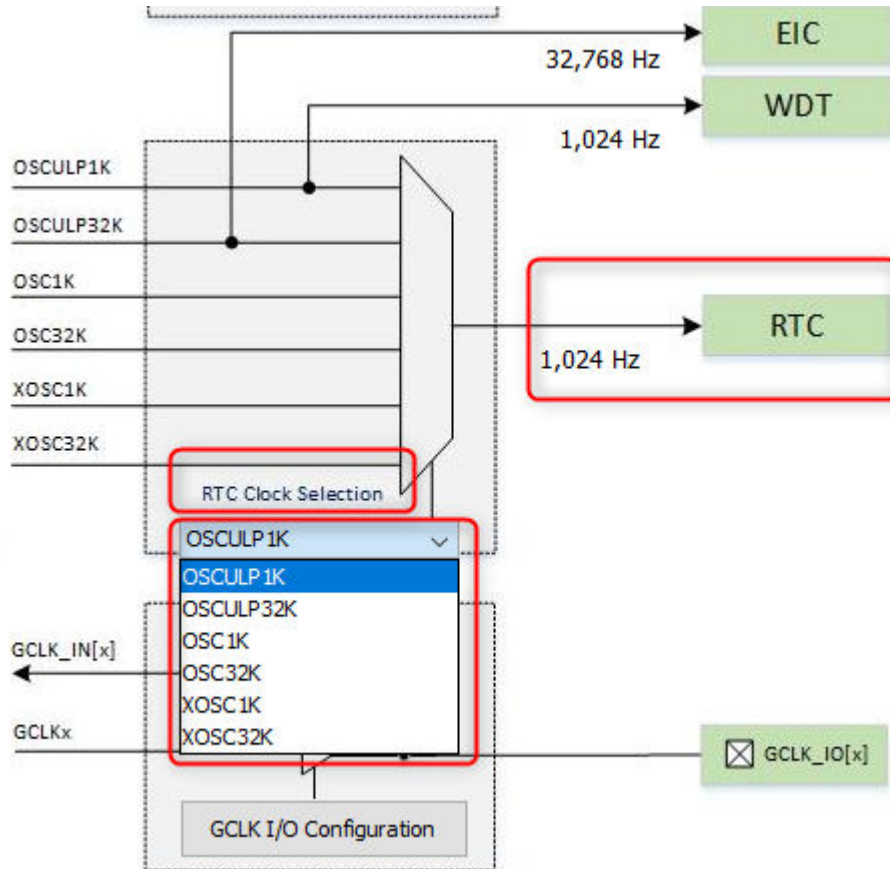 EIC
32,768 Hz
WDT
1,024 Hz
OSCULP1K
OSCULP32K
OSC1K
OSC32K
XOSC1K
XOSC32K
RTC
1,024 Hz
RTC Clock Selection
OSCULP1K
OSCULP1K
OSCULP32K
OSC1K
OSC32K
XOSC1K
XOSC32K
GCLK_IN[x]
GCLKx
GCLK_IO[x]
GCLK I/O Configuration